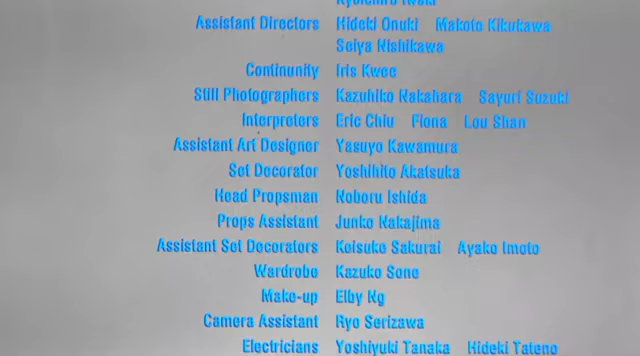 Assistant Directors Hideki Onuki Makoto Kikukawa
Seiya Nishikawa
Continunity Iris Kwee
Still Photographers Kazuhiko Nakahara Sayuri Suzuki
Interpreters Eric Chiu Fiona Lou Shan
Assistant Art Designer Yasuyo Kawamura
Set Decorator Yoshihito Akatsuka
Head Propsman Noboru Ishida
Props Assistant Junko Nakajima
Assistant Set Decorators Keisuke Sakurai Ayako Imoto
Wardrobe Kazuko Sone
Make-up Elby Ng
Camera Assistant Ryo Serizawa
Electricians Yoshiyuki Tanaka Hideki Tateno